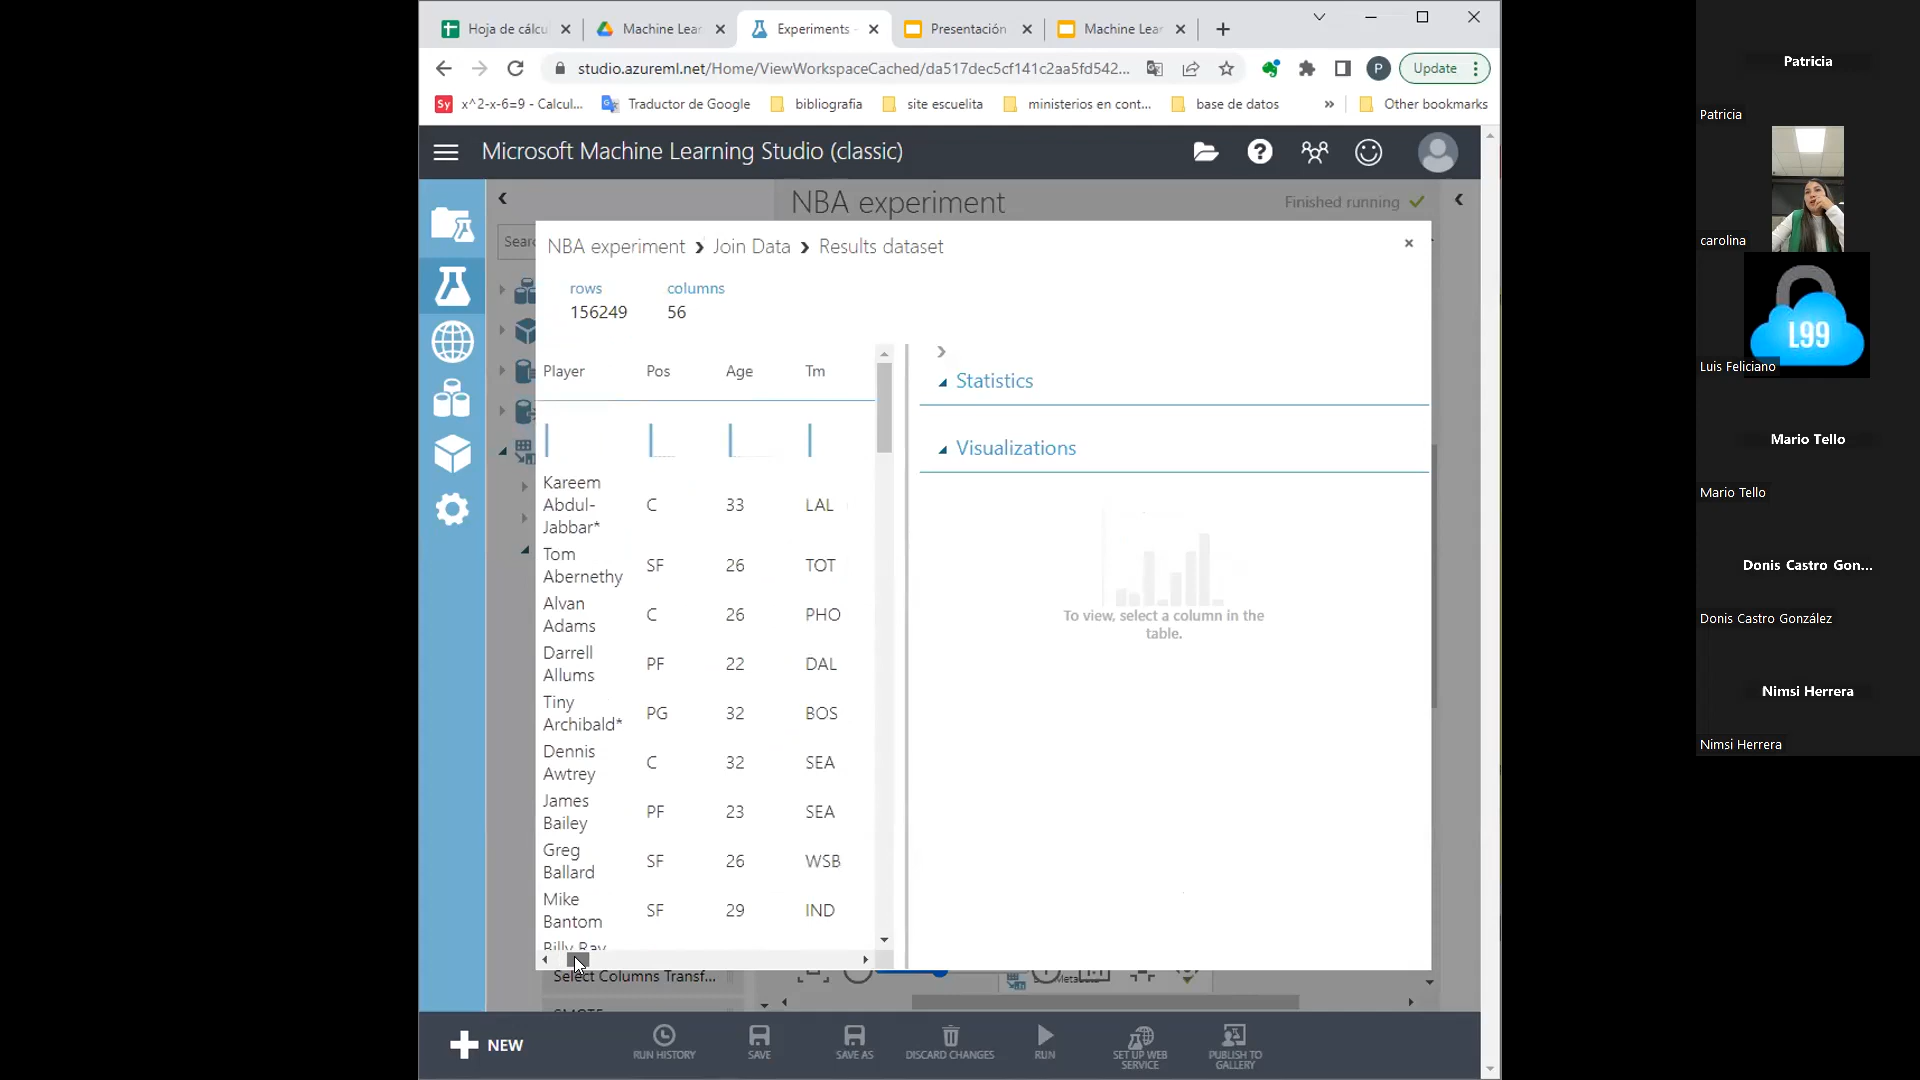 Hoja de cálcu
Machine Lear
Experiments -
Presentación
Machine Lear
studio.azureml.net/Home/ViewWorkspaceCached/da517dec5cf141c2aa5fd542...
P
Update
Sy
x^2-x-6=9 - Calcul...
Traductor de Google
bibliografia
site escuelita
ministerios en cont...
base de datos
»
Other bookmarks
Microsoft Machine Learning Studio (classic)
NBA experiment
Finished running
Sear
NBA experiment › Join Data › Results dataset
rows
columns
156249
56
Player Pos Age Tm
Kareem
Abdul-
Jabbar*
C 33 LAL
Tom
Abernethy
SF 26 TOT
Alvan
Adams
C 26 PHO
Darrell
Allums
PF 22 DAL
Tiny
Archibald*
PG 32 BOS
Dennis
Awtrey
C 32 SEA
James
Bailey
PF 23 SEA
Greg
Ballard
SF 26 WSB
Mike
Bantom
SF 29 IND
Billy Ray
Statistics
Visualizations
To view, select a column in the
table.
Select Columns Transf...
SMOTE
NEW
RUN HISTORY
SAVE
SAVE AS
DISCARD CHANGES
RUN
SET UP WEB
SERVICE
PUBLISH TO
GALLERY
Patricia
Patricia
carolina
L99
Luis Feliciano
Mario Tello
Mario Tello
Donis Castro Gon...
Donis Castro González
Nimsi Herrera
Nimsi Herrera